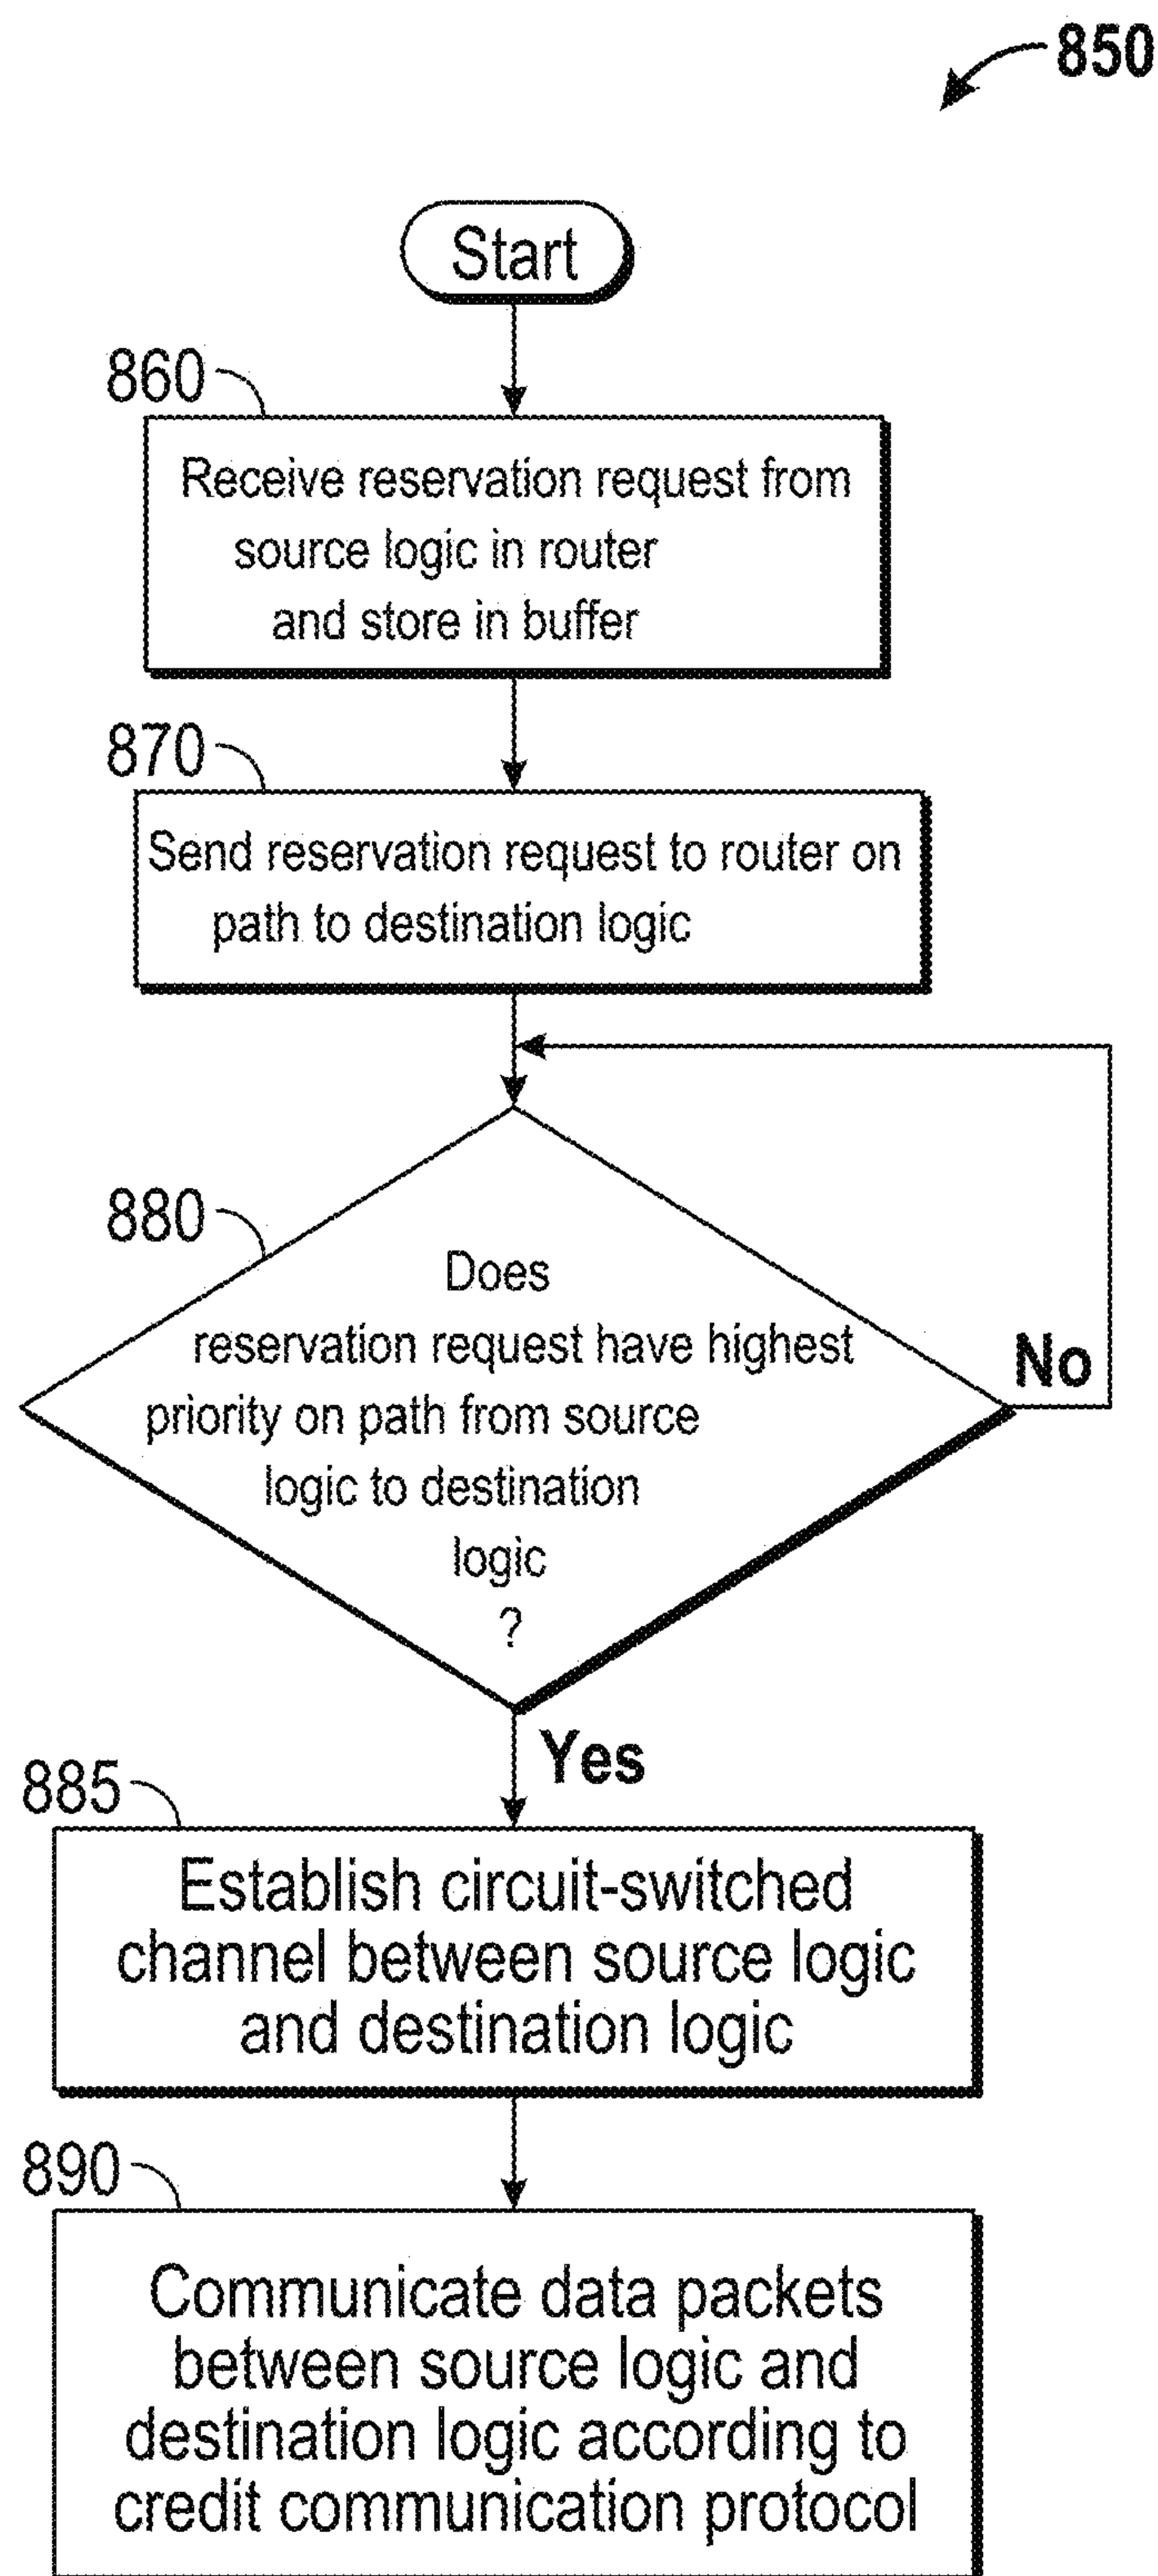 850
Start
860
Receive reservation request from
source logic in router
and store in buffer
870
Send reservation request to router on
path to destination logic
880
Does
reservation request have highest
priority on path from source
logic to destination
logic
?
No
Yes
885
Establish circuit-switched
channel between source logic
and destination logic
890
Communicate data packets
between source logic and
destination logic according to
credit communication protocol